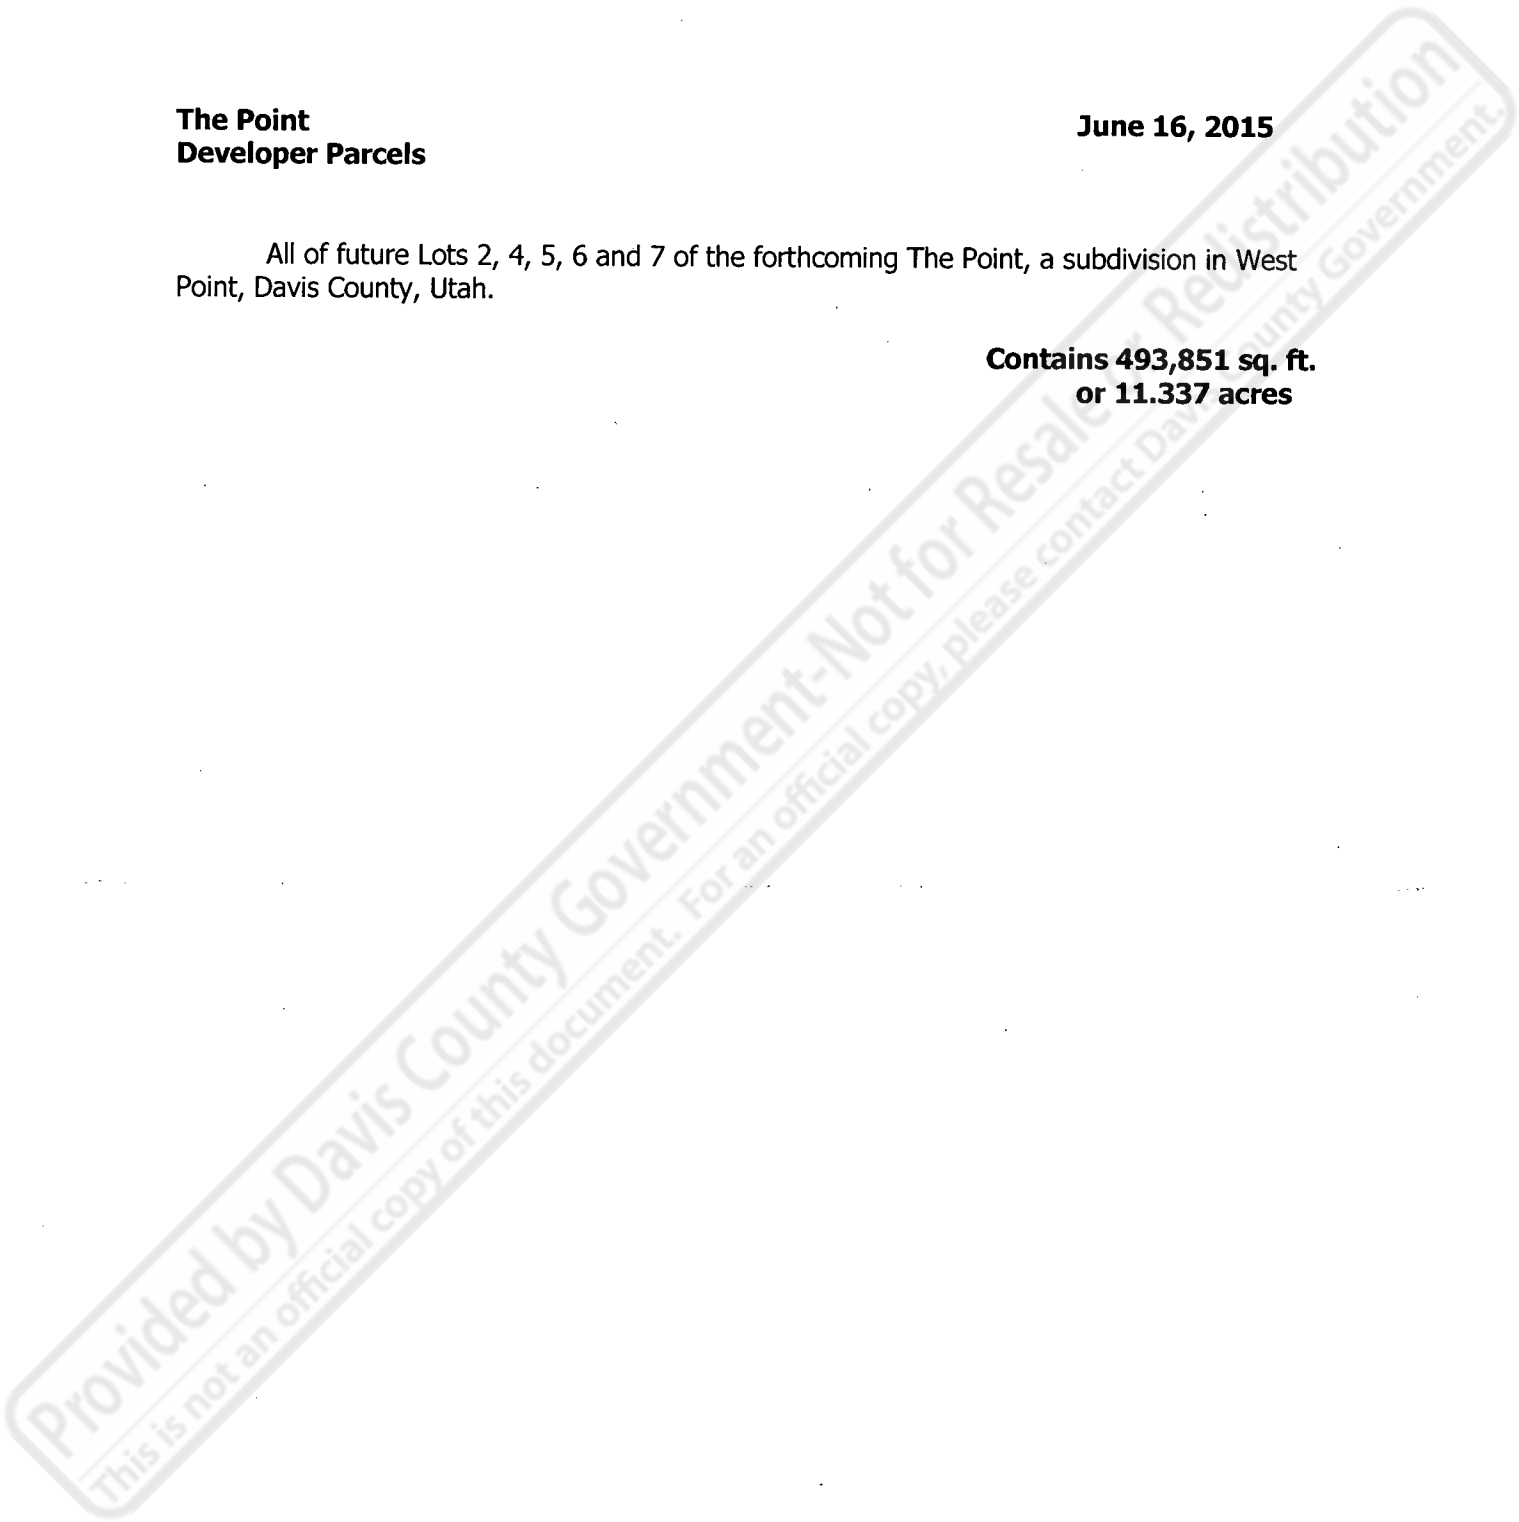 The Point
Developer Parcels
June 16, 2015
All of future Lots 2, 4, 5, 6 and 7 of the forthcoming The Point, a subdivision in West
Point, Davis County, Utah.
Contains 493,851 sq. ft.
or 11.337 acres
Provided by Davis County Government-Not for Resale or Redistribution
This is not an official copy of this document. For an official copy, please contact Davis County Government.